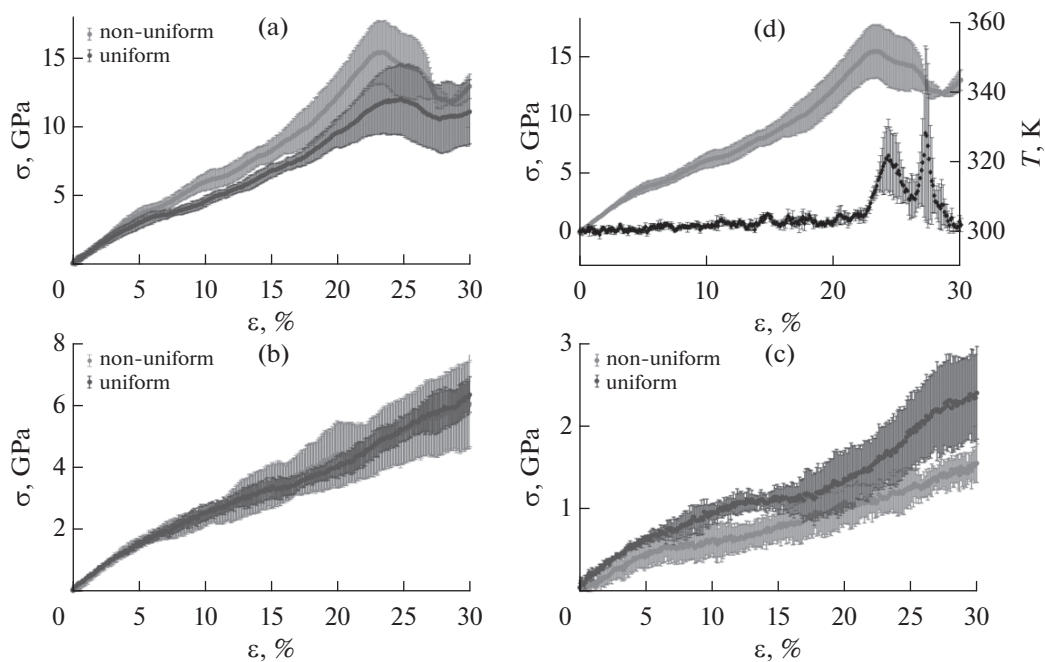 (a)
non-uniform
uniform
15
10
5
σ, GPa
0 5 10 15 20 25 30
ε, %
(d)
15
10
5
0
σ, GPa
360
340
320
300
T, K
0 10 20 30
ε, %
(b)
non-uniform
uniform
8
6
4
2
σ, GPa
0 5 10 15 20 25 30
ε, %
(c)
non-uniform
uniform
3
2
1
σ, GPa
0 5 10 15 20 25 30
ε, %